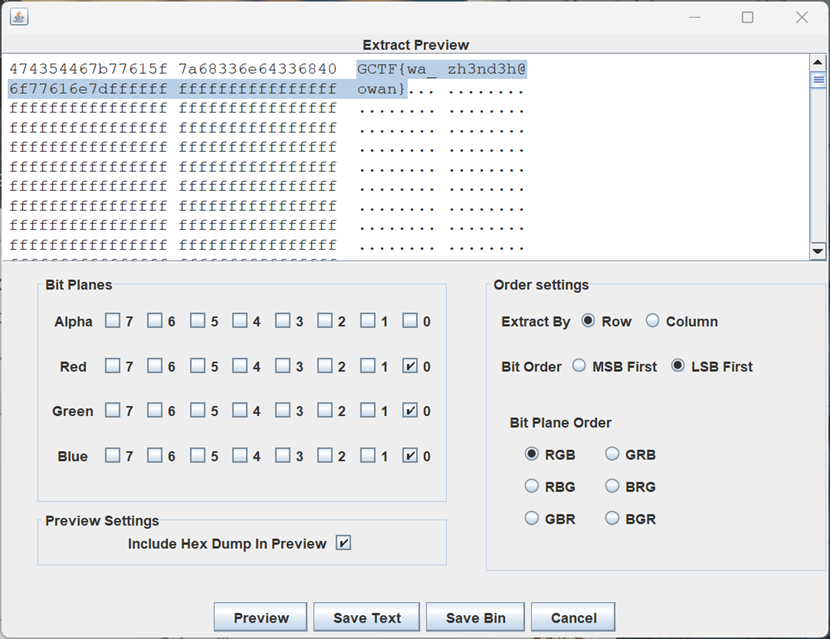 Extract Preview
474354467b77615f 7a68336e64336840 GCTF{wa_ zh3nd3h@
6f77616e7dffffff ffffffffffffffff owan}... ........
ffffffffffffffff ffffffffffffffff ........ ........
ffffffffffffffff ffffffffffffffff ........ ........
ffffffffffffffff ffffffffffffffff ........ ........
ffffffffffffffff ffffffffffffffff ........ ........
ffffffffffffffff ffffffffffffffff ........ ........
ffffffffffffffff ffffffffffffffff ........ ........
ffffffffffffffff ffffffffffffffff ........ ........
ffffffffffffffff ffffffffffffffff ........ ........
Bit Planes
Alpha 7 6 5 4 3 2 1 0
Red 7 6 5 4 3 2 1 0
Green 7 6 5 4 3 2 1 0
Blue 7 6 5 4 3 2 1 0
Preview Settings
Include Hex Dump In Preview
Order settings
Extract By Row Column
Bit Order MSB First LSB First
Bit Plane Order
RGB GRB
RBG BRG
GBR BGR
Preview Save Text Save Bin Cancel